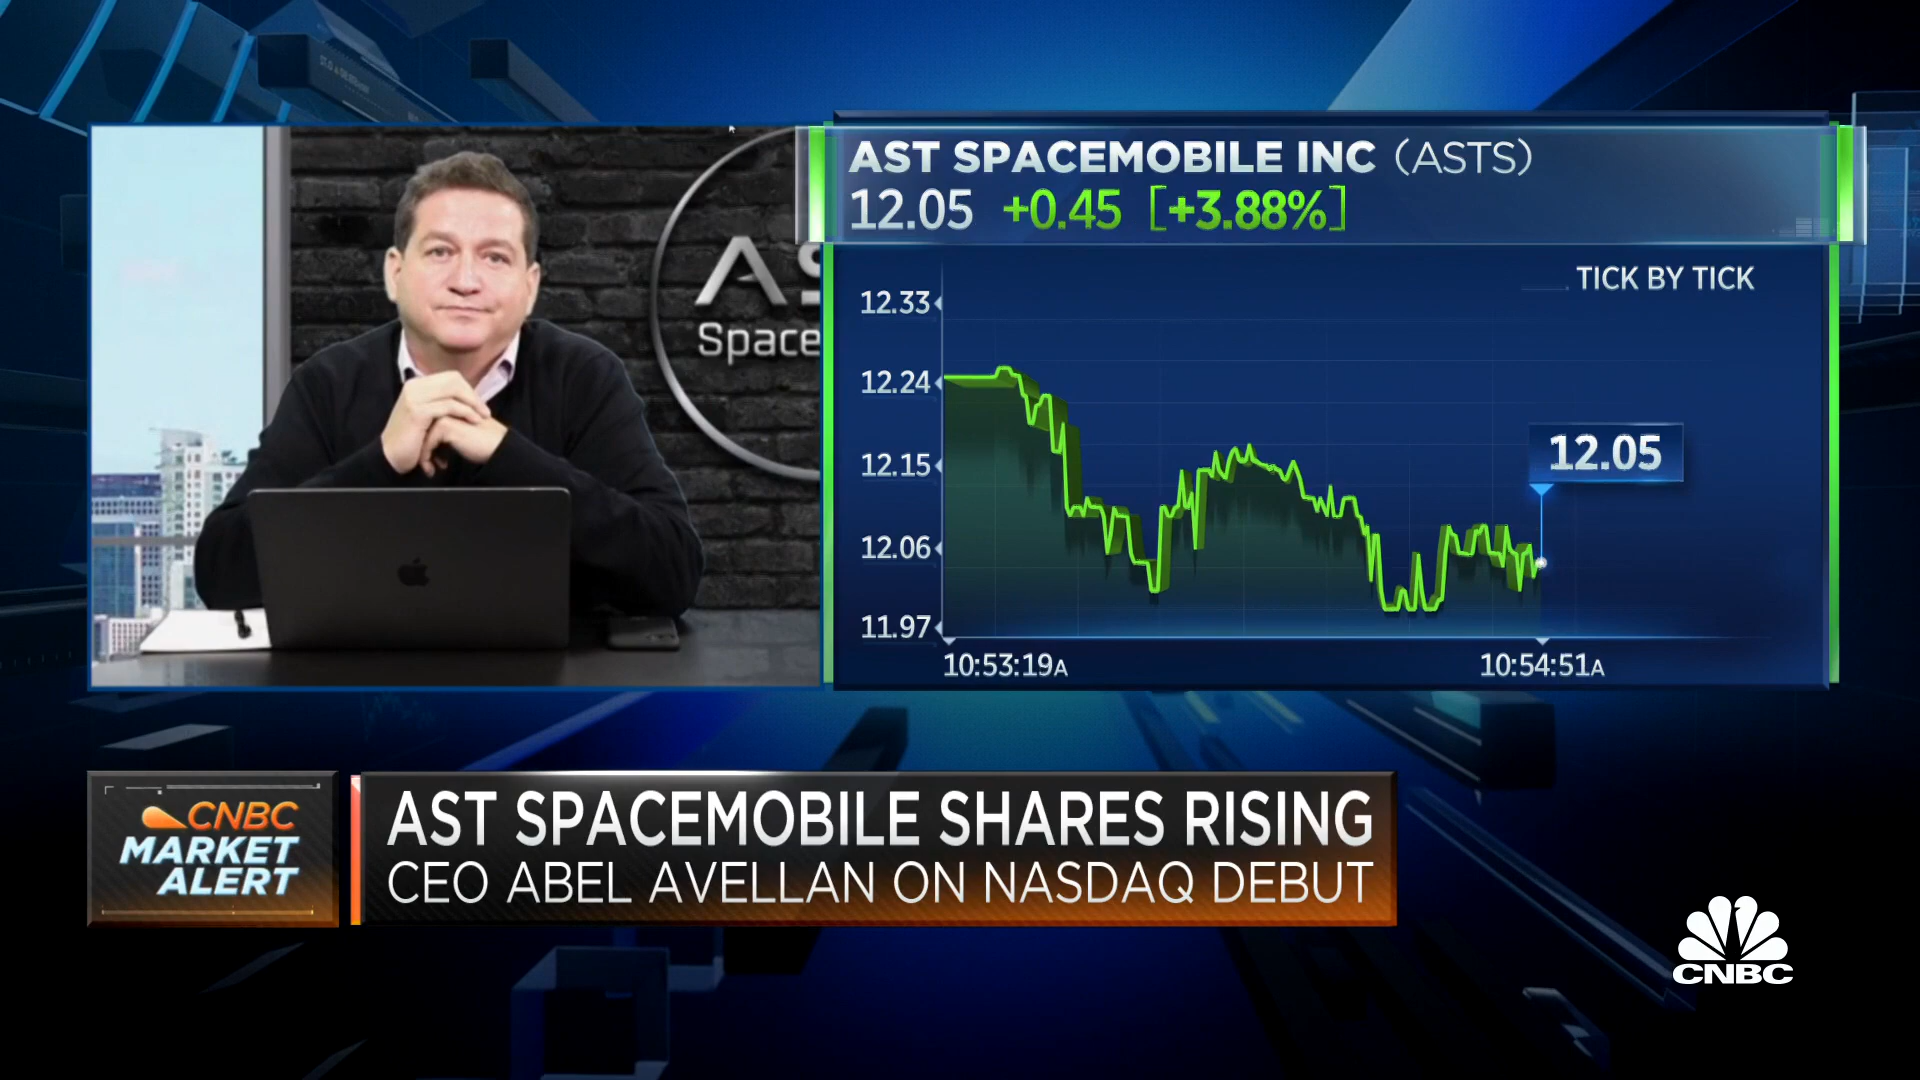 AS
Space
AST SPACEMOBILE INC (ASTS)
12.05 +0.45 [+3.88%]
TICK BY TICK
12.33
12.24
12.15
12.06
11.97
12.05
10:53:19A
10:54:51A
CNBC
MARKET
ALERT
AST SPACEMOBILE SHARES RISING
CEO ABEL AVELLAN ON NASDAQ DEBUT
CNBC